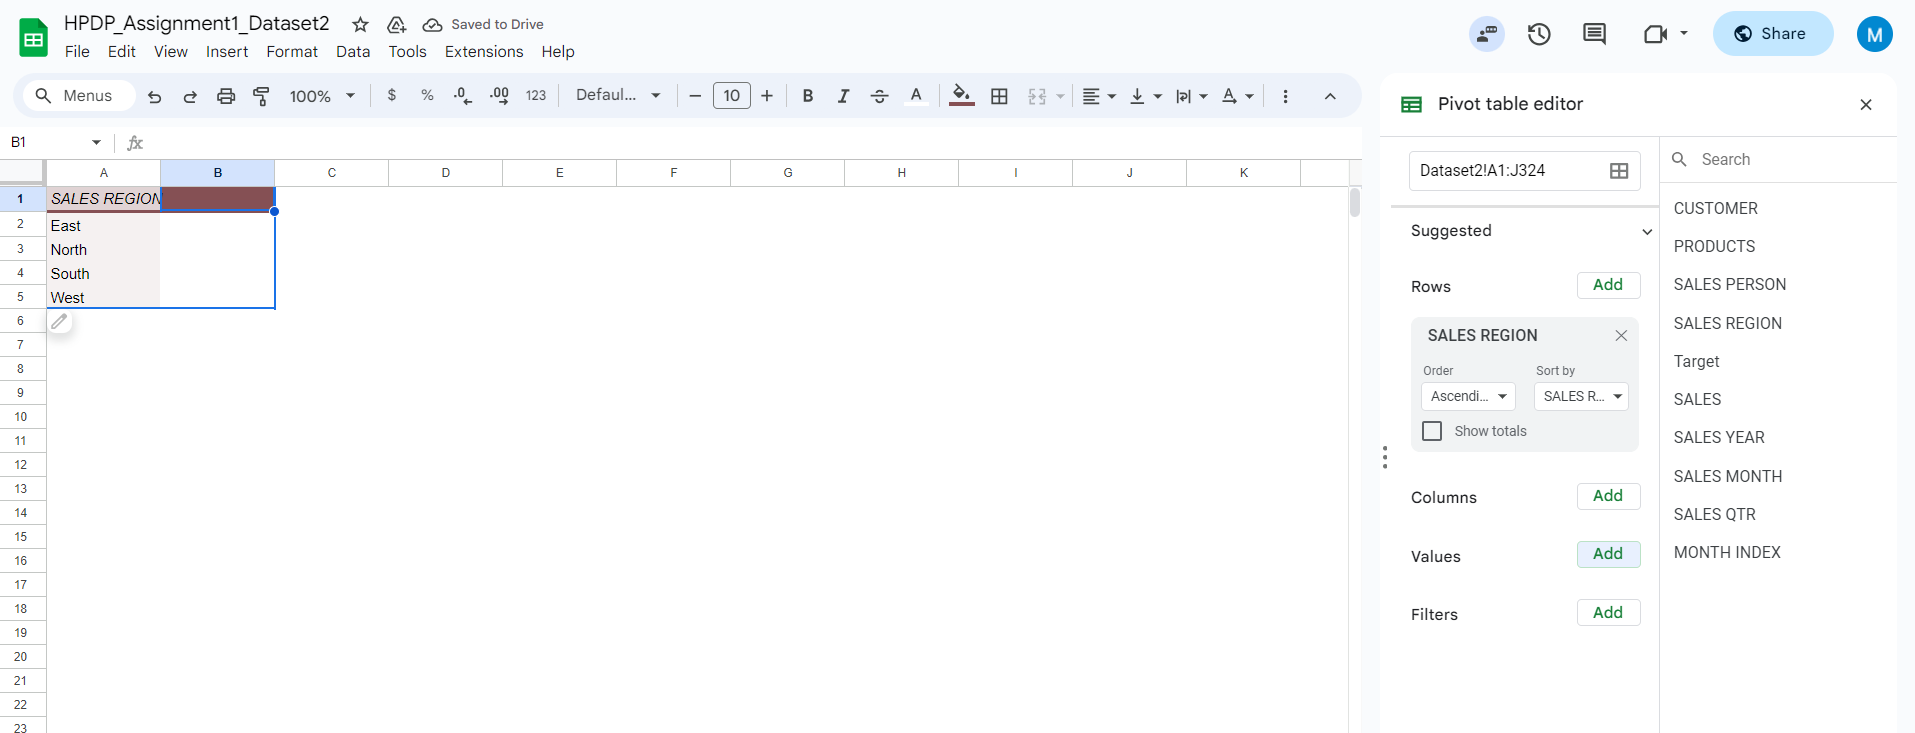 HPDP_Assignment1_Dataset2 Saved to Drive
File Edit View Insert Format Data Tools Extensions Help
Share
M
Menus 100% $ % .0 .00 123 Defaul... 10 B I S A A
B1 fx
A B C D E F G H I J K
1 SALES REGION
2 East
3 North
4 South
5 West
6
7
8
9
10
11
12
13
14
15
16
17
18
19
20
21
22
23
Pivot table editor
Dataset2!A1:J324
Suggested
Rows Add
SALES REGION
Order Sort by
Ascendi... SALES R...
Show totals
Columns Add
Values Add
Filters Add
Search
CUSTOMER
PRODUCTS
SALES PERSON
SALES REGION
Target
SALES
SALES YEAR
SALES MONTH
SALES QTR
MONTH INDEX